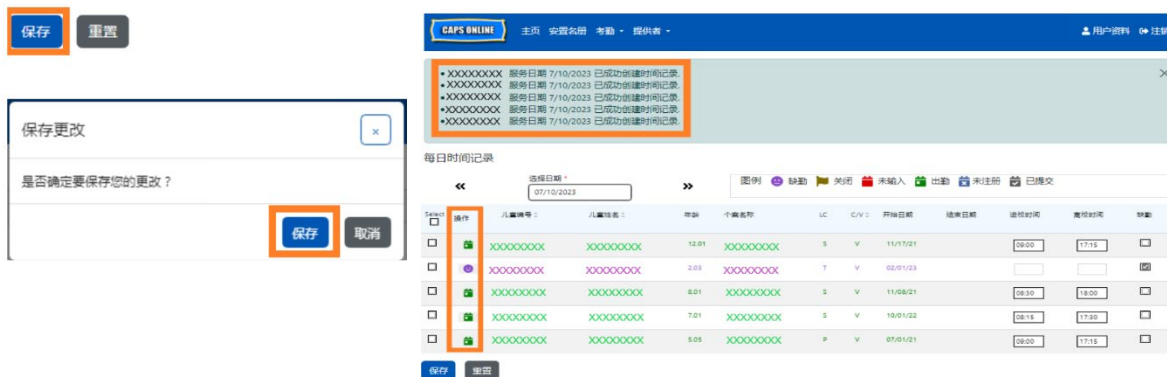 保存 重置
保存更改 ×
是否确定要保存您的更改？
保存 取消
CAPS ONLINE 主页 安置名册 考勤 提供者 用户资料 注销
• XXXXXXXX 服务日期 7/10/2023 已成功创建时间记录.
• XXXXXXXX 服务日期 7/10/2023 已成功创建时间记录.
• XXXXXXXX 服务日期 7/10/2023 已成功创建时间记录.
• XXXXXXXX 服务日期 7/10/2023 已成功创建时间记录.
• XXXXXXXX 服务日期 7/10/2023 已成功创建时间记录.
每日时间记录
选择日期 *
« 07/10/2023 »
图例 缺勤 关闭 未输入 出勤 未注册 已提交
Select 操作 儿童编号 儿童姓名 年龄 个案名称 LC C/V 开始日期 结束日期 进校时间 离校时间 缺勤
XXXXXXXX XXXXXXXX 12.01 XXXXXXXX S V 11/17/21 09:00 17:15
XXXXXXXX XXXXXXXX 2.03 XXXXXXXX T V 02/01/23
XXXXXXXX XXXXXXXX 8.01 XXXXXXXX S V 11/08/21 08:30 18:00
XXXXXXXX XXXXXXXX 7.01 XXXXXXXX S V 10/01/22 08:15 17:30
XXXXXXXX XXXXXXXX 5.05 XXXXXXXX P V 07/01/21 09:00 17:15
保存 重置